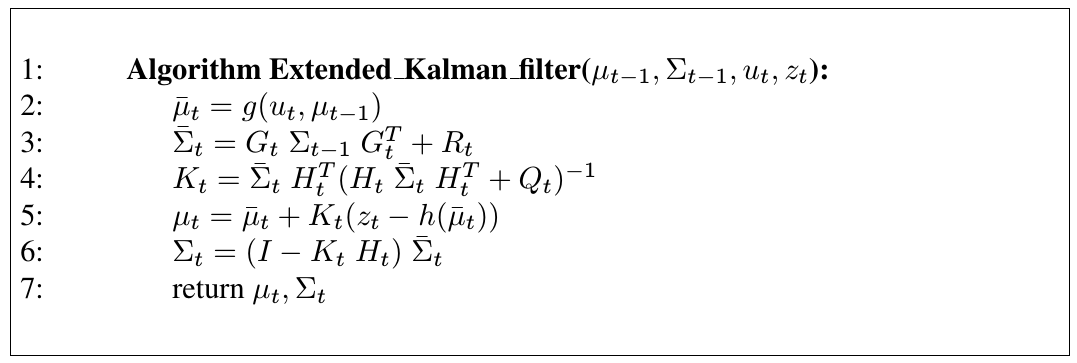 1: Algorithm Extended_Kalman_filter(μ_{t−1}, Σ_{t−1}, u_t, z_t):
2: μ̄_t = g(u_t, μ_{t−1})
3: Σ̄_t = G_t Σ_{t−1} G_t^T + R_t
4: K_t = Σ̄_t H_t^T (H_t Σ̄_t H_t^T + Q_t)^{−1}
5: μ_t = μ̄_t + K_t(z_t − h(μ̄_t))
6: Σ_t = (I − K_t H_t) Σ̄_t
7: return μ_t, Σ_t